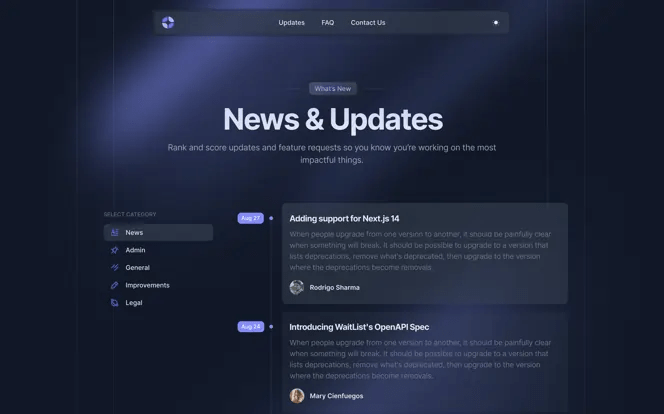 Updates FAQ Contact Us
What's New
News & Updates
Rank and score updates and feature requests so you know you're working on the most
impactful things.
SELECT CATEGORY
News
Admin
General
Improvements
Legal
Aug 27
Adding support for Next.js 14
When people upgrade from one version to another, it should be painfully clear
when something will break. It should be possible to upgrade to a version that
lists deprecations, remove what's deprecated, then upgrade to the version
where the deprecations become removals.
Rodrigo Sharma
Aug 24
Introducing WaitList's OpenAPI Spec
When people upgrade from one version to another, it should be painfully clear
when something will break. It should be possible to upgrade to a version that
lists deprecations, remove what's deprecated, then upgrade to the version
where the deprecations become removals.
Mary Cienfuegos